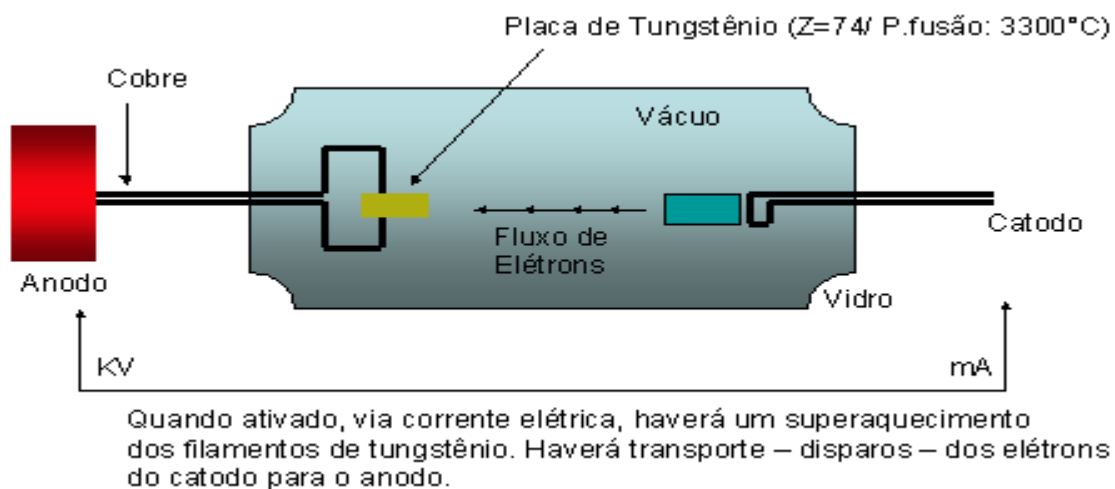 Placa de Tungstênio (Z=74/ P.fusão: 3300°C)
Cobre
Vácuo
Fluxo de
Elétrons
Catodo
Anodo
Vidro
KV
mA
Quando ativado, via corrente elétrica, haverá um superaquecimento
dos filamentos de tungstênio. Haverá transporte – disparos – dos elétrons
do catodo para o anodo.